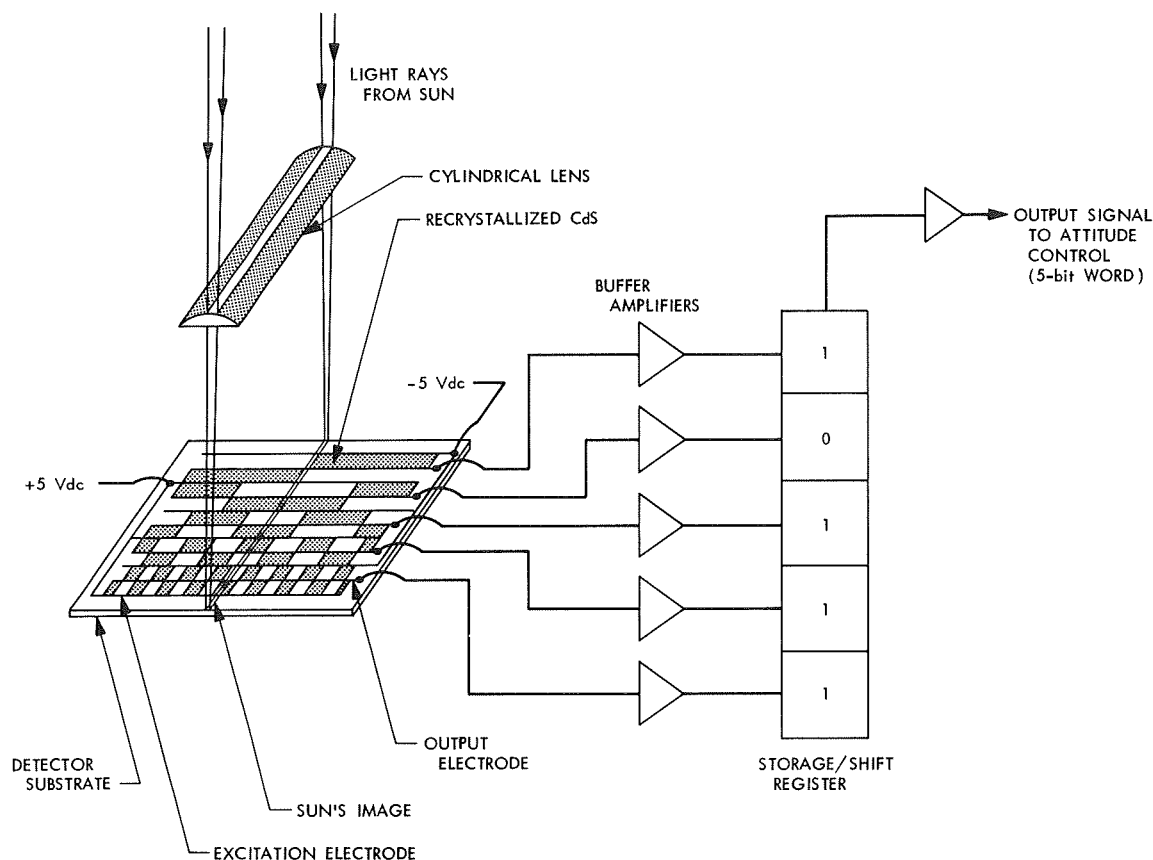 LIGHT RAYS
FROM SUN
CYLINDRICAL LENS
RECRYSTALLIZED CdS
OUTPUT SIGNAL
TO ATTITUDE
CONTROL
(5-bit WORD)
BUFFER
AMPLIFIERS
1
-5 Vdc
0
+5 Vdc
1
1
1
OUTPUT
ELECTRODE
DETECTOR
SUBSTRATE
STORAGE/SHIFT
REGISTER
SUN'S IMAGE
EXCITATION ELECTRODE